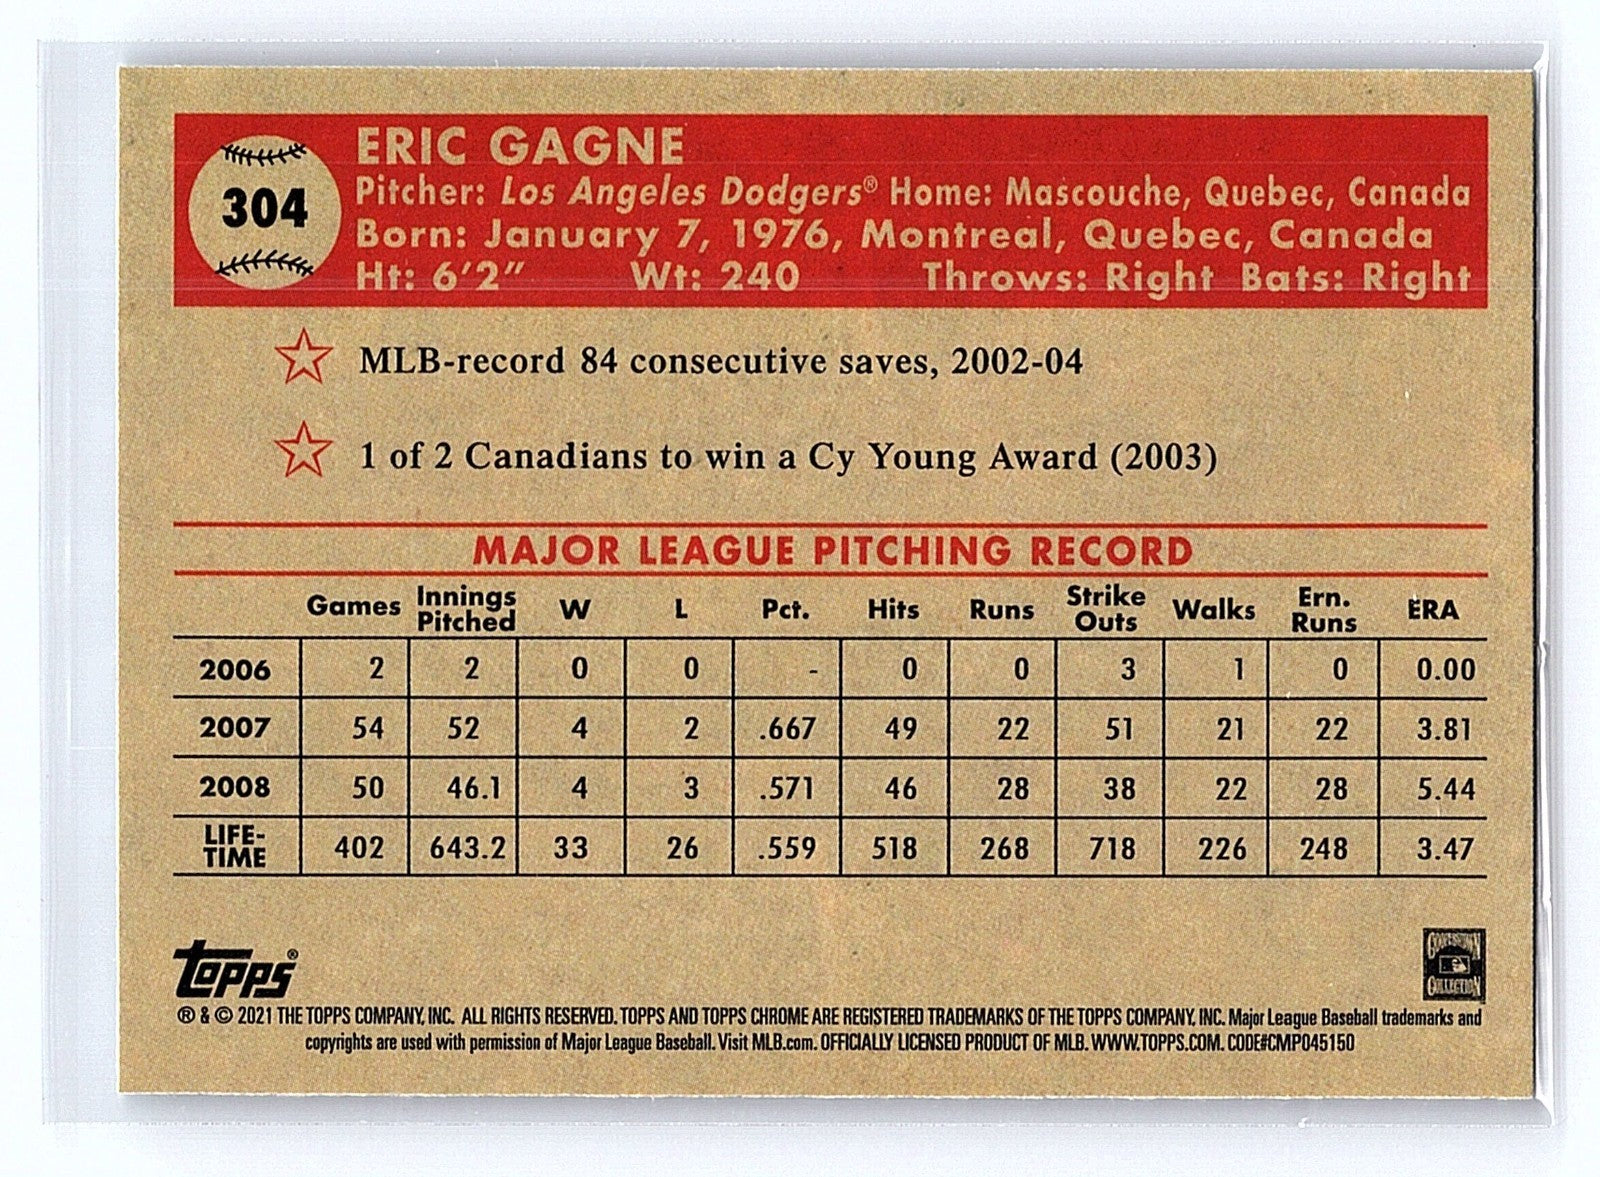 304
ERIC GAGNE
Pitcher: Los Angeles Dodgers® Home: Mascouche, Quebec, Canada
Born: January 7, 1976, Montreal, Quebec, Canada
Ht: 6'2" Wt: 240 Throws: Right Bats: Right
MLB-record 84 consecutive saves, 2002-04
1 of 2 Canadians to win a Cy Young Award (2003)
MAJOR LEAGUE PITCHING RECORD
Games Innings Pitched W L Pct. Hits Runs Strike Outs Walks Ern. Runs ERA
2006 2 2 0 0 - 0 0 3 1 0 0.00
2007 54 52 4 2 .667 49 22 51 21 22 3.81
2008 50 46.1 4 3 .571 46 28 38 22 28 5.44
LIFE-TIME 402 643.2 33 26 .559 518 268 718 226 248 3.47
topps®
COOPERSTOWN
COLLECTION
® & © 2021 THE TOPPS COMPANY, INC. ALL RIGHTS RESERVED. TOPPS AND TOPPS CHROME ARE REGISTERED TRADEMARKS OF THE TOPPS COMPANY, INC. Major League Baseball trademarks and
copyrights are used with permission of Major League Baseball. Visit MLB.com. OFFICIALLY LICENSED PRODUCT OF MLB. WWW.TOPPS.COM. CODE#CMP045150